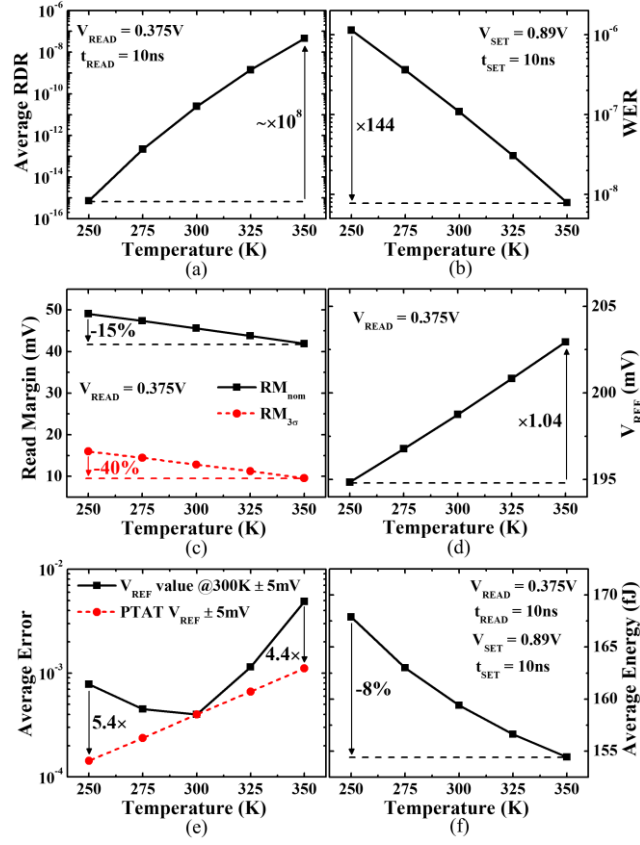 V_READ = 0.375V
t_READ = 10ns
~×10^8
10^-4
10^-6
10^-8
10^-10
10^-12
10^-14
10^-16
Average RDR
250 275 300 325 350
Temperature (K)
(a)
V_SET = 0.89V
t_SET = 10ns
×144
10^-6
10^-7
10^-8
WER
250 275 300 325 350
Temperature (K)
(b)
50
40
30
20
10
Read Margin (mV)
-15%
V_READ = 0.375V
RM_nom
RM_3σ
-40%
250 275 300 325 350
Temperature (K)
(c)
V_READ = 0.375V
×1.04
205
200
195
V_REF (mV)
250 275 300 325 350
Temperature (K)
(d)
10^-2
10^-3
10^-4
Average Error
V_REF value @300K ± 5mV
PTAT V_REF ± 5mV
4.4×
5.4×
250 275 300 325 350
Temperature (K)
(e)
V_READ = 0.375V
t_READ = 10ns
V_SET = 0.89V
t_SET = 10ns
-8%
170
165
160
154
Average Energy (fJ)
250 275 300 325 350
Temperature (K)
(f)